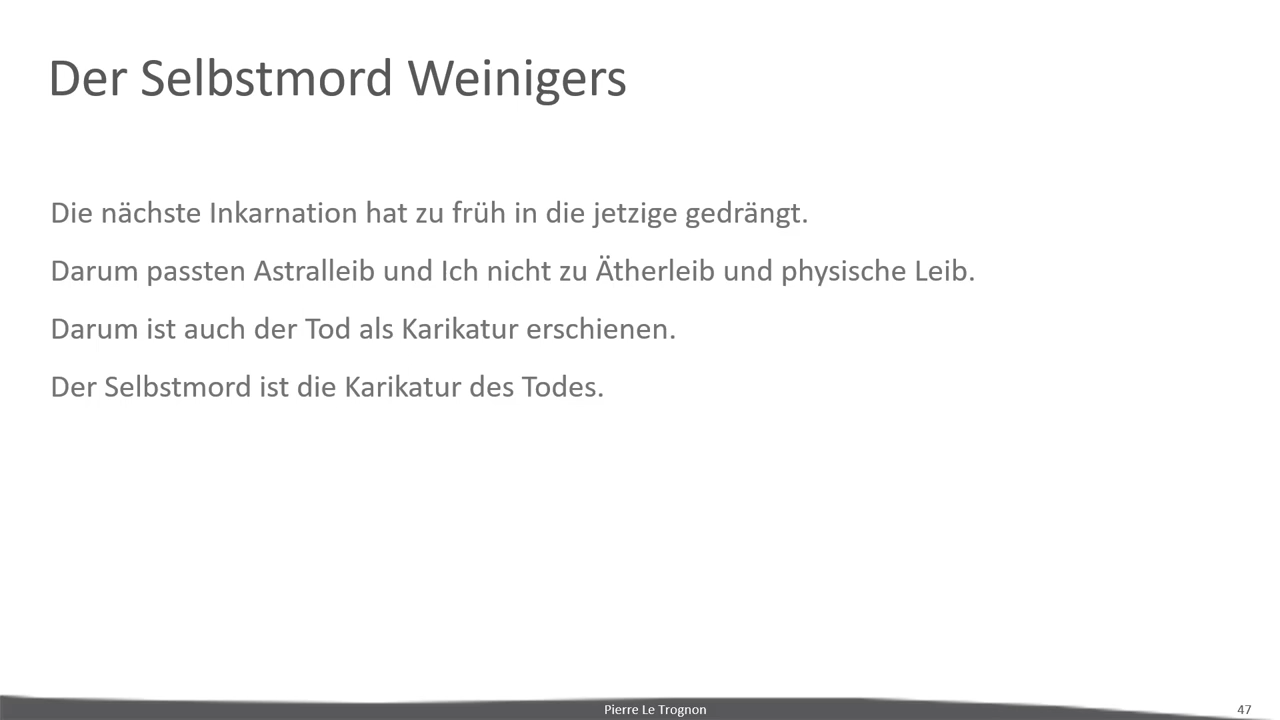 Der Selbstmord Weinigers
Die nächste Inkarnation hat zu früh in die jetzige gedrängt.
Darum passten Astralleib und Ich nicht zu Ätherleib und physische Leib.
Darum ist auch der Tod als Karikatur erschienen.
Der Selbstmord ist die Karikatur des Todes.
Pierre Le Trognon
47